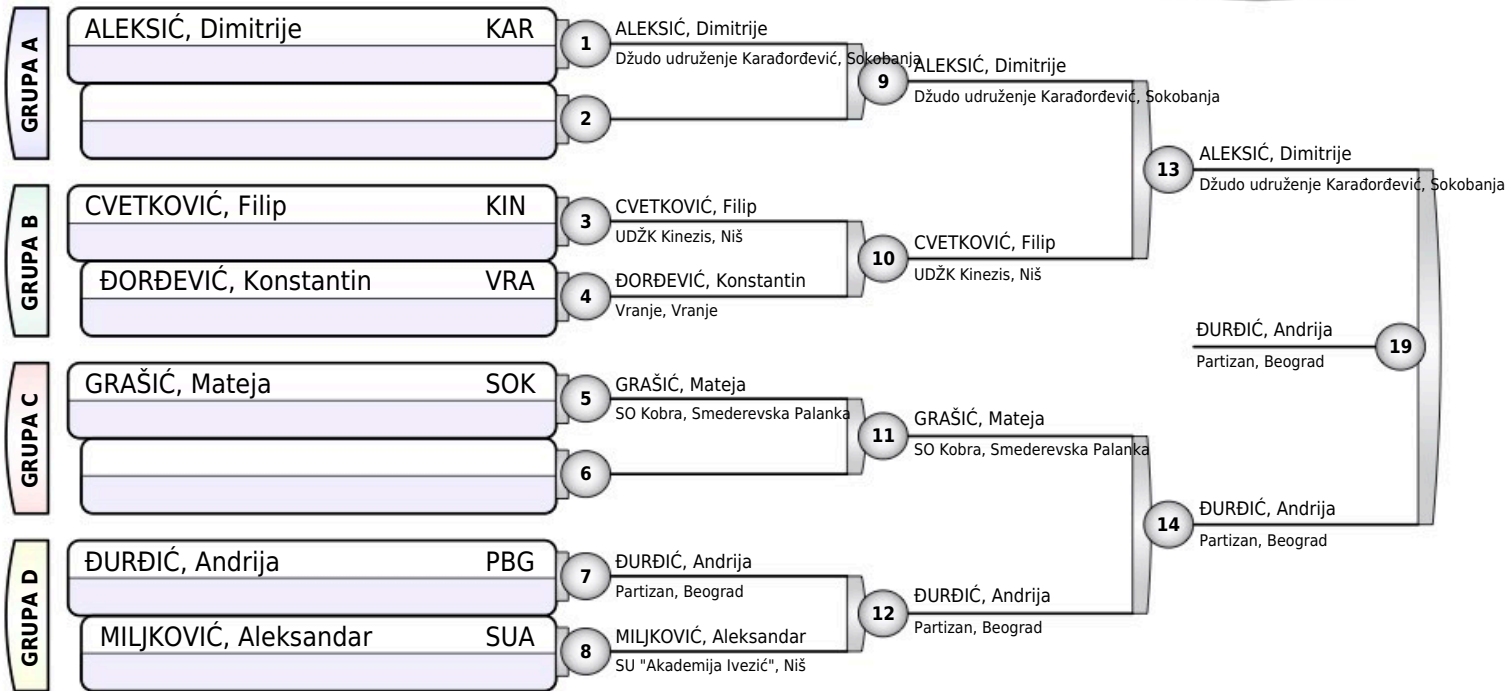 GRUPA A
ALEKSIĆ, Dimitrije KAR
1
ALEKSIĆ, Dimitrije
Džudo udruženje Karađorđević, Sokobanja
2
9
ALEKSIĆ, Dimitrije
Džudo udruženje Karađorđević, Sokobanja
13
ALEKSIĆ, Dimitrije
Džudo udruženje Karađorđević, Sokobanja
GRUPA B
CVETKOVIĆ, Filip KIN
3
CVETKOVIĆ, Filip
UDŽK Kinezis, Niš
ĐORĐEVIĆ, Konstantin VRA
4
ĐORĐEVIĆ, Konstantin
Vranje, Vranje
10
CVETKOVIĆ, Filip
UDŽK Kinezis, Niš
ĐURĐIĆ, Andrija
Partizan, Beograd
19
GRUPA C
GRAŠIĆ, Mateja SOK
5
GRAŠIĆ, Mateja
SO Kobra, Smederevska Palanka
6
11
GRAŠIĆ, Mateja
SO Kobra, Smederevska Palanka
14
ĐURĐIĆ, Andrija
Partizan, Beograd
GRUPA D
ĐURĐIĆ, Andrija PBG
7
ĐURĐIĆ, Andrija
Partizan, Beograd
MILJKOVIĆ, Aleksandar SUA
8
MILJKOVIĆ, Aleksandar
SU "Akademija Ivezić", Niš
12
ĐURĐIĆ, Andrija
Partizan, Beograd